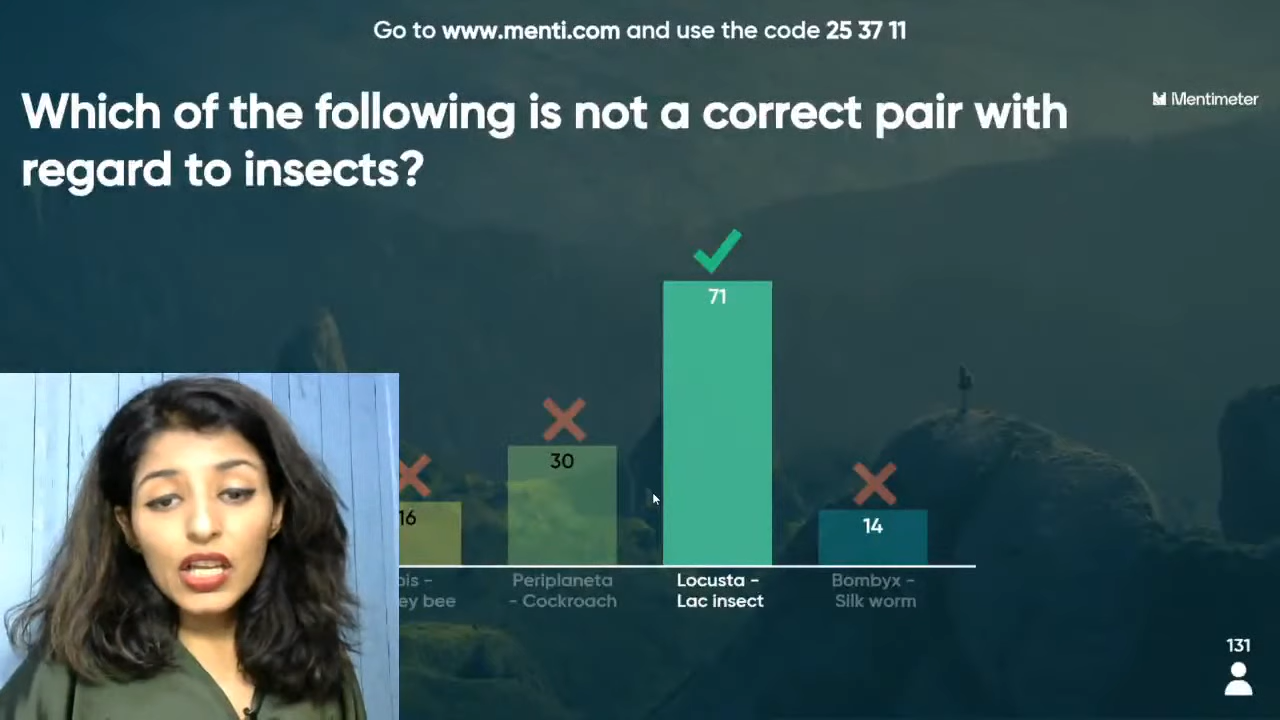 Go to www.menti.com and use the code 25 37 11
Which of the following is not a correct pair with
regard to insects?
Mentimeter
71
30
16
14
Periplaneta
- Cockroach
Locusta -
Lac insect
Bombyx -
Silk worm
bee
131